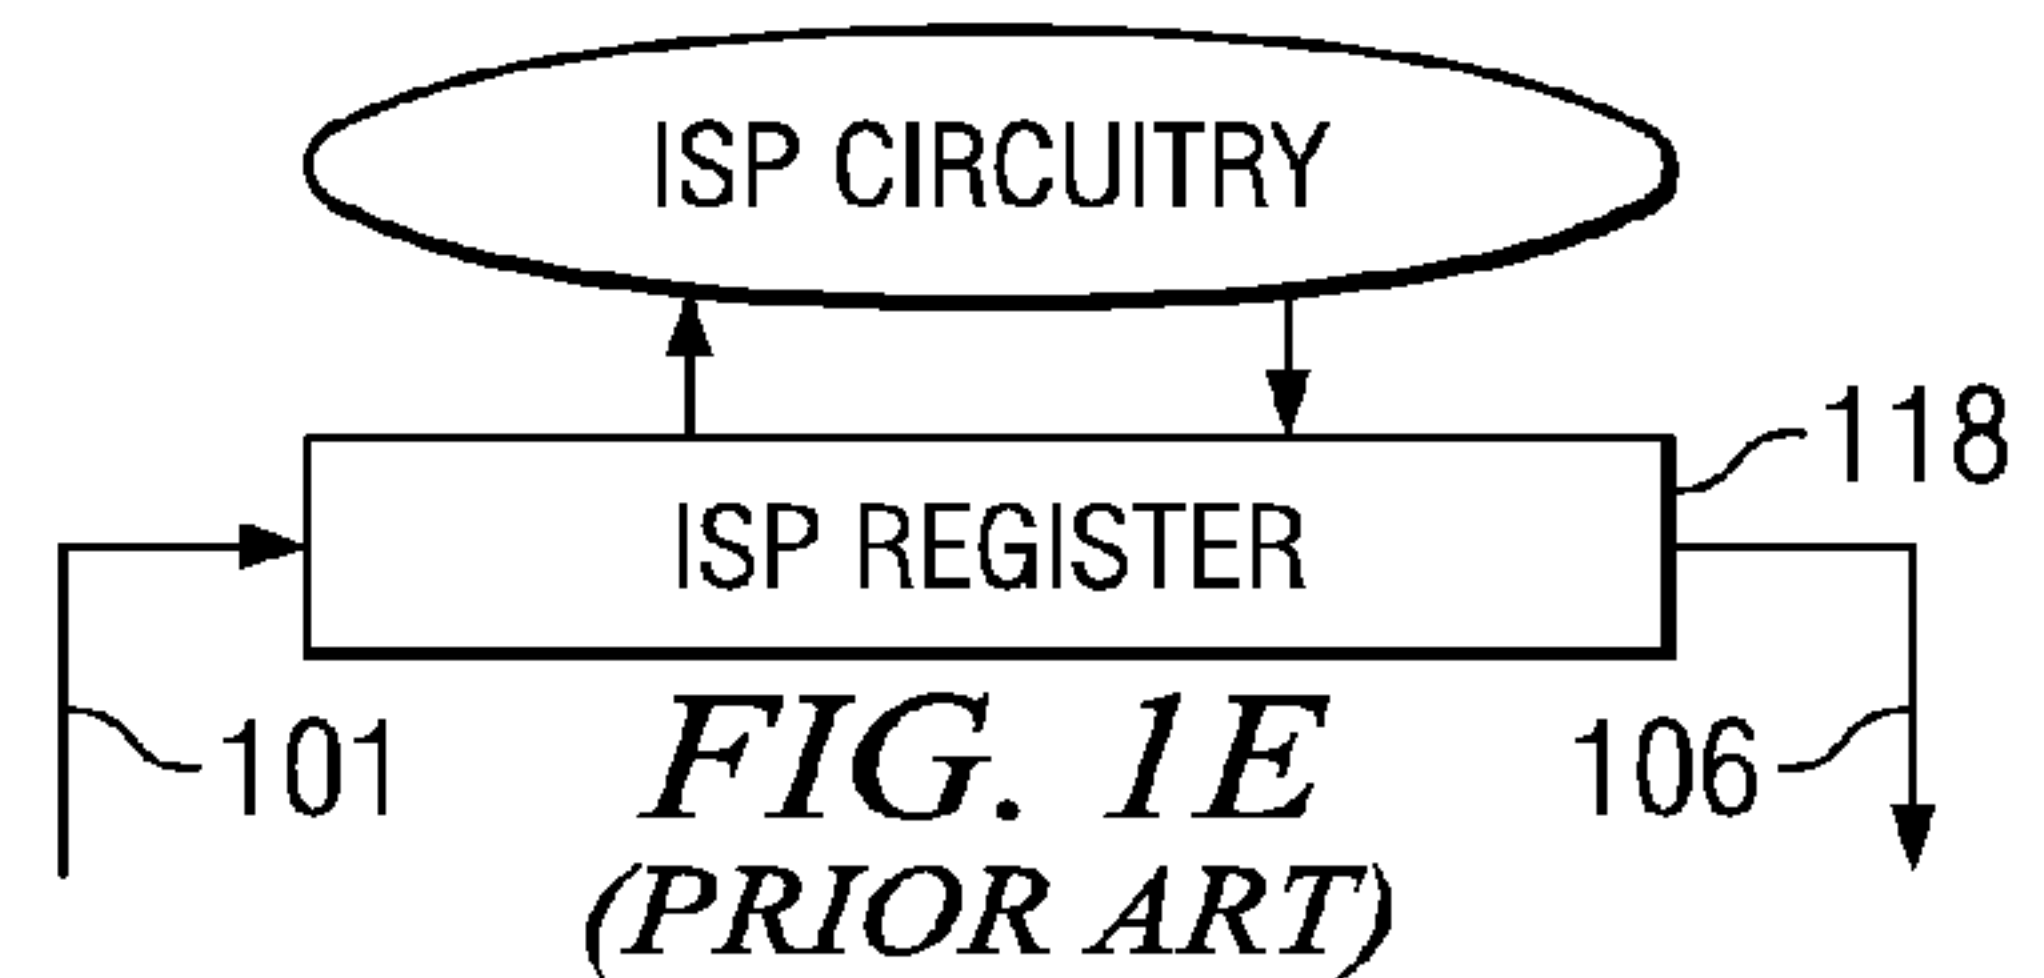 ISP CIRCUITRY
118
ISP REGISTER
101
106
FIG. 1E
(PRIOR ART)